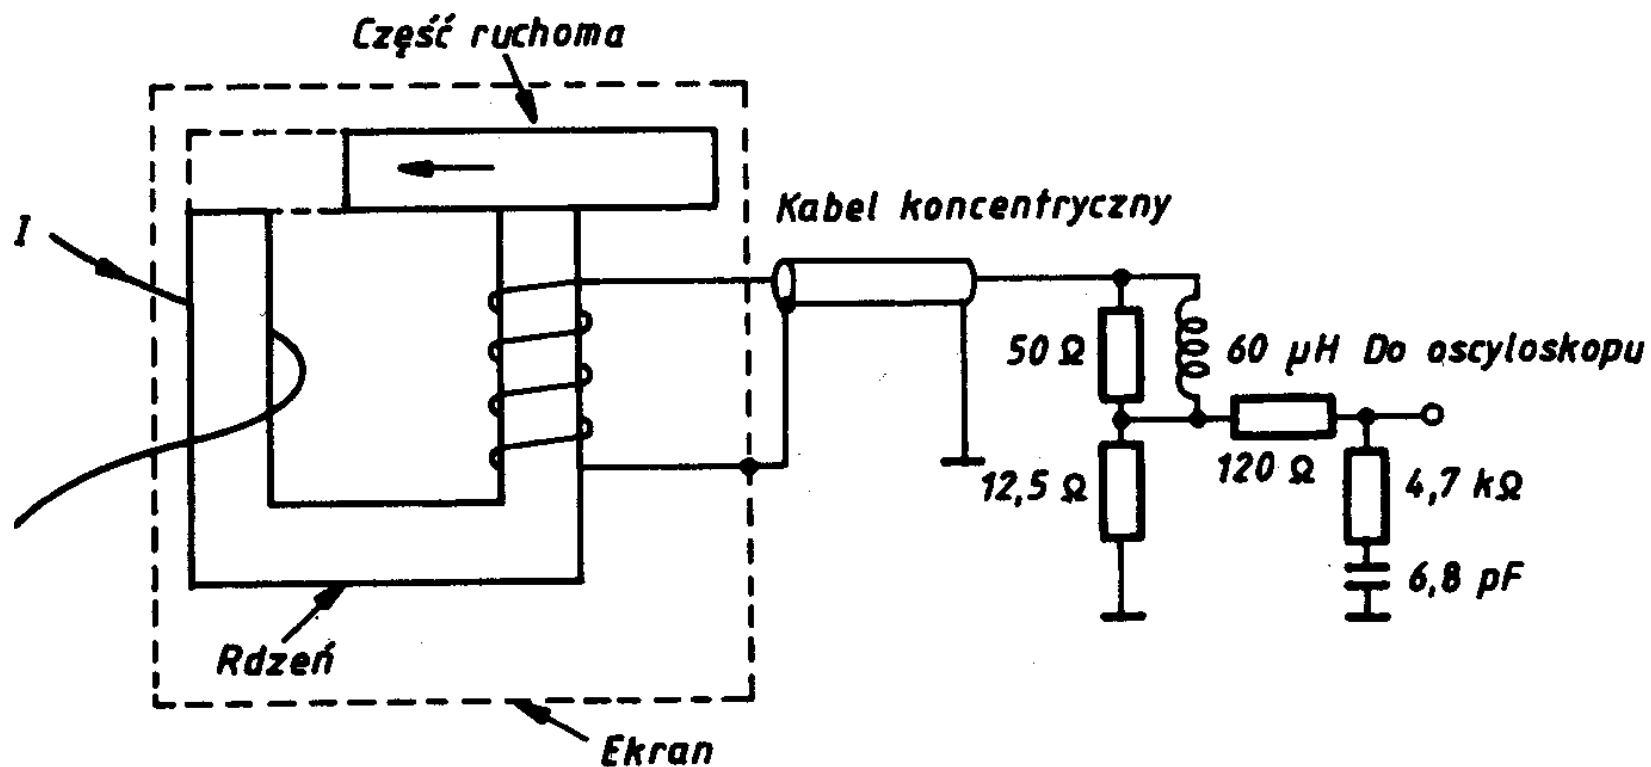 Część ruchoma
I
Kabel koncentryczny
50 Ω
60 μH Do oscyloskopu
12,5 Ω
120 Ω
4,7 kΩ
6,8 pF
Rdzeń
Ekran